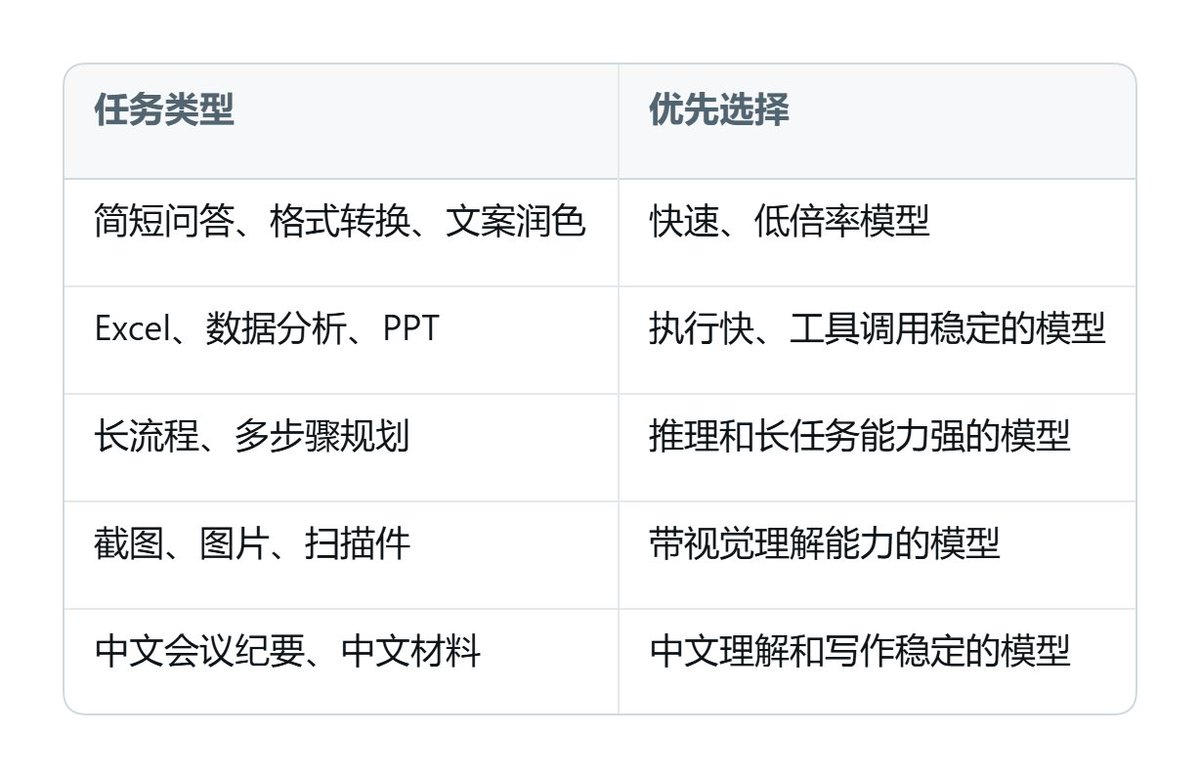 任务类型 优先选择
简短问答、格式转换、文案润色 快速、低倍率模型
Excel、数据分析、PPT 执行快、工具调用稳定的模型
长流程、多步骤规划 推理和长任务能力强的模型
截图、图片、扫描件 带视觉理解能力的模型
中文会议纪要、中文材料 中文理解和写作稳定的模型